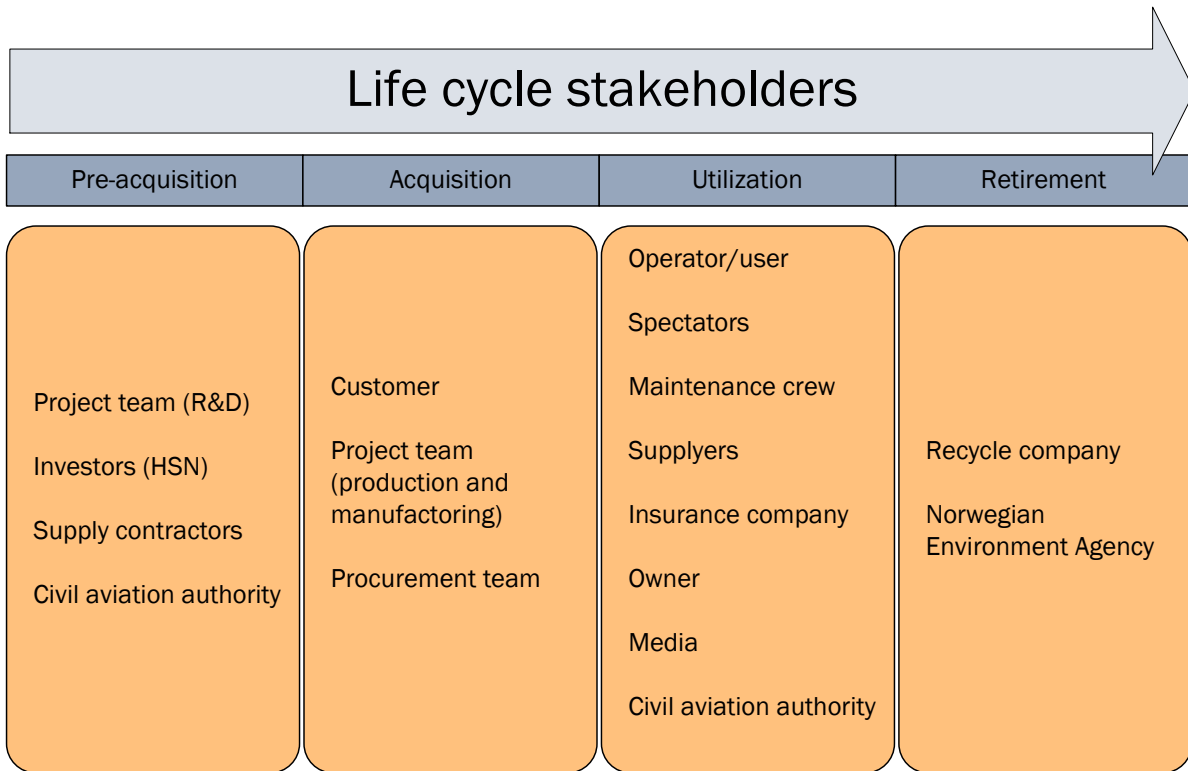 Life cycle stakeholders
Pre-acquisition
Acquisition
Utilization
Retirement
Project team (R&D)
Investors (HSN)
Supply contractors
Civil aviation authority
Customer
Project team
(production and
manufactoring)
Procurement team
Operator/user
Spectators
Maintenance crew
Supplyers
Insurance company
Owner
Media
Civil aviation authority
Recycle company
Norwegian
Environment Agency